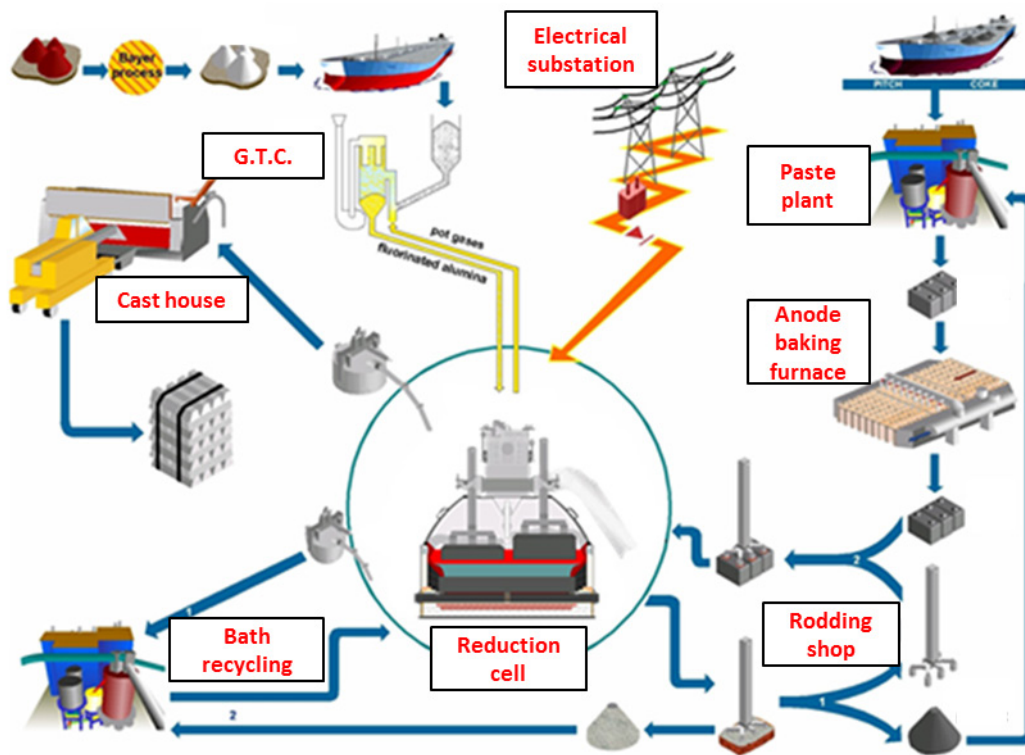 Bayer
process
Electrical
substation
PITCH
COKE
G.T.C.
Paste
plant
pot gases
fluorinated alumina
Cast house
Anode
baking
furnace
2
1
Bath
recycling
Reduction
cell
Rodding
shop
1
2